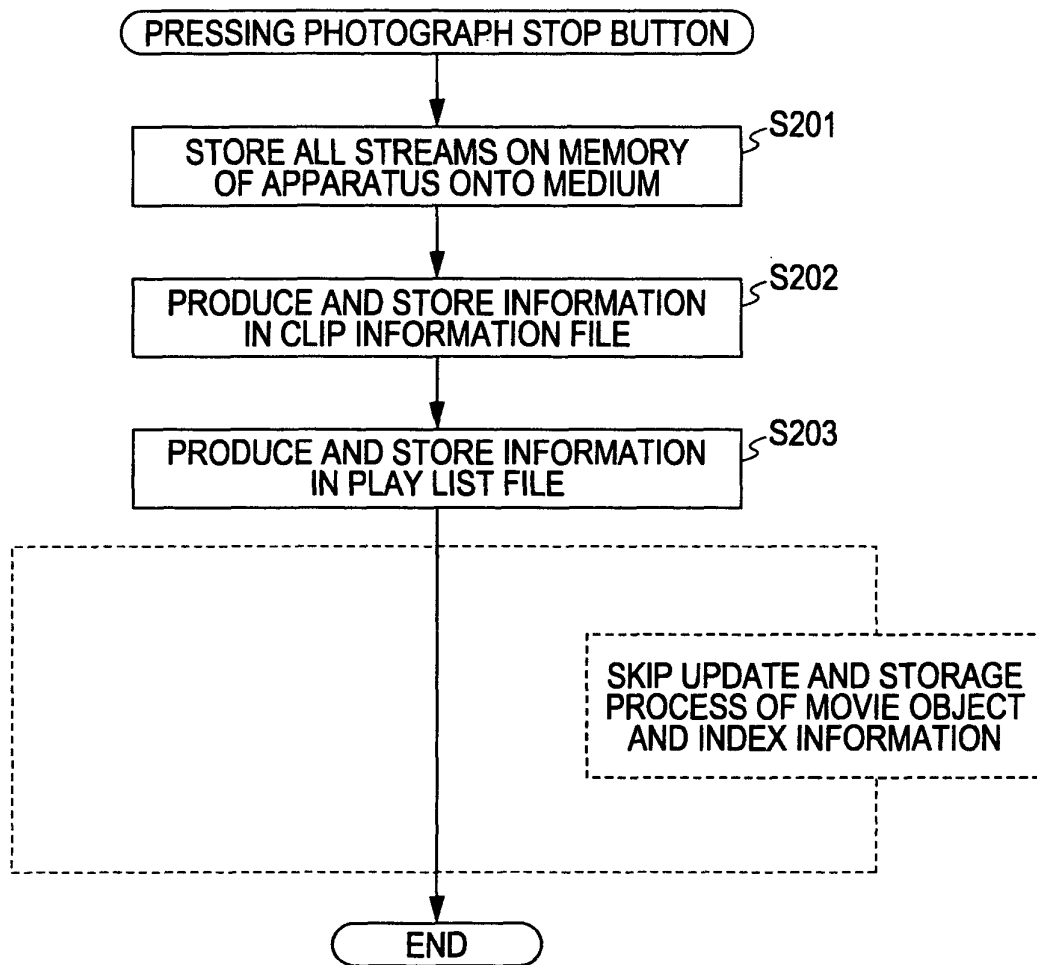 PRESSING PHOTOGRAPH STOP BUTTON
S201
STORE ALL STREAMS ON MEMORY
OF APPARATUS ONTO MEDIUM
S202
PRODUCE AND STORE INFORMATION
IN CLIP INFORMATION FILE
S203
PRODUCE AND STORE INFORMATION
IN PLAY LIST FILE
SKIP UPDATE AND STORAGE
PROCESS OF MOVIE OBJECT
AND INDEX INFORMATION
END